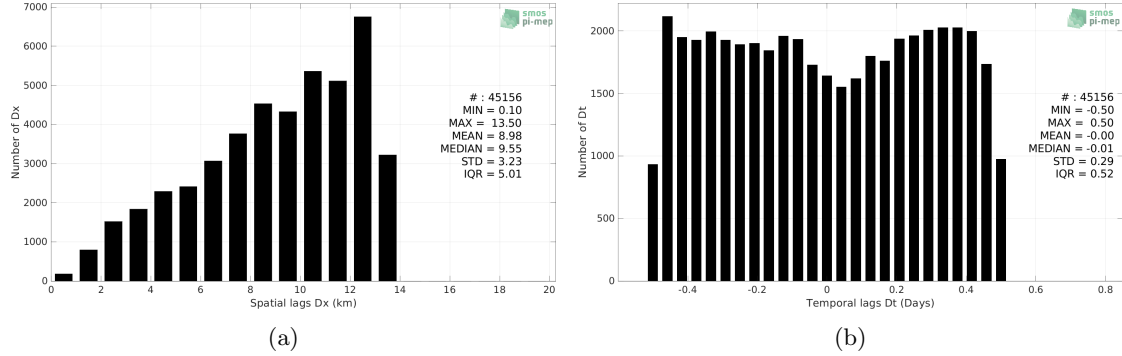 7000
6000
5000
4000
3000
2000
1000
0
Number of Dx
0 2 4 6 8 10 12 14 16 18 20
Spatial lags Dx (km)
smos
pi-mep
# : 45156
MIN = 0.10
MAX = 13.50
MEAN = 8.98
MEDIAN = 9.55
STD = 3.23
IQR = 5.01
(a)
2000
1500
1000
500
0
Number of Dt
-0.4 -0.2 0 0.2 0.4 0.6 0.8
Temporal lags Dt (Days)
smos
pi-mep
# : 45156
MIN = -0.50
MAX = 0.50
MEAN = -0.00
MEDIAN = -0.01
STD = 0.29
IQR = 0.52
(b)